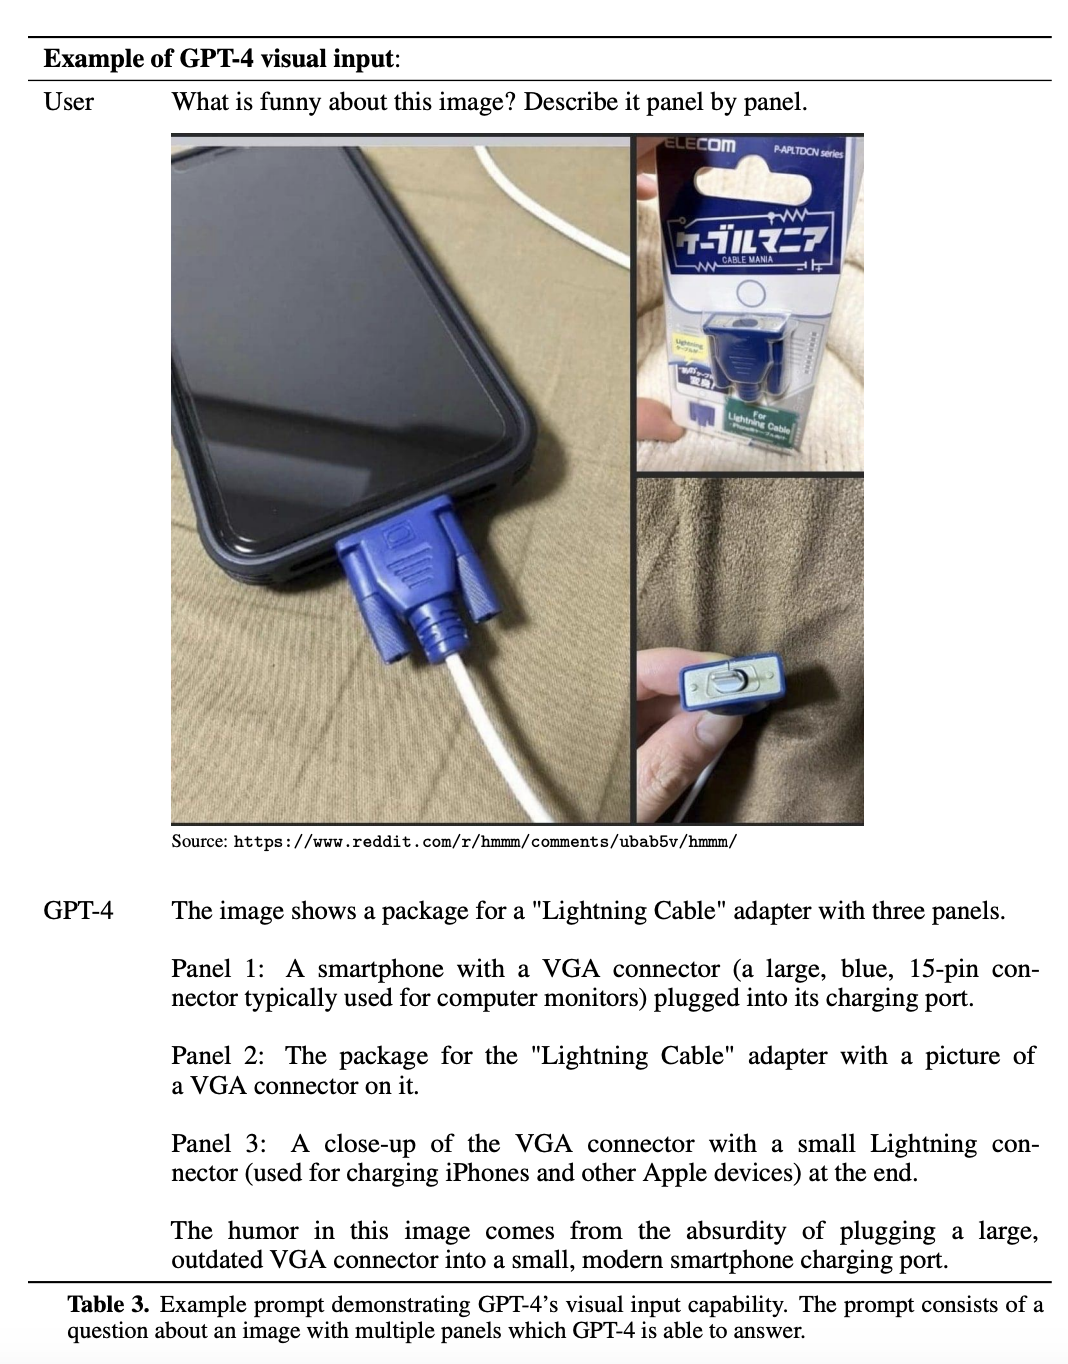 Example of GPT-4 visual input:
User
What is funny about this image? Describe it panel by panel.
ELECOM
P-APLTDCN series
ケーブルマニア
CABLE MANIA
Lightning
変身!
For
Lightning Cable
Source: https://www.reddit.com/r/hmmm/comments/ubab5v/hmmm/
GPT-4
The image shows a package for a "Lightning Cable" adapter with three panels.
Panel 1: A smartphone with a VGA connector (a large, blue, 15-pin con-
nector typically used for computer monitors) plugged into its charging port.
Panel 2: The package for the "Lightning Cable" adapter with a picture of
a VGA connector on it.
Panel 3: A close-up of the VGA connector with a small Lightning con-
nector (used for charging iPhones and other Apple devices) at the end.
The humor in this image comes from the absurdity of plugging a large,
outdated VGA connector into a small, modern smartphone charging port.
Table 3. Example prompt demonstrating GPT-4's visual input capability. The prompt consists of a
question about an image with multiple panels which GPT-4 is able to answer.